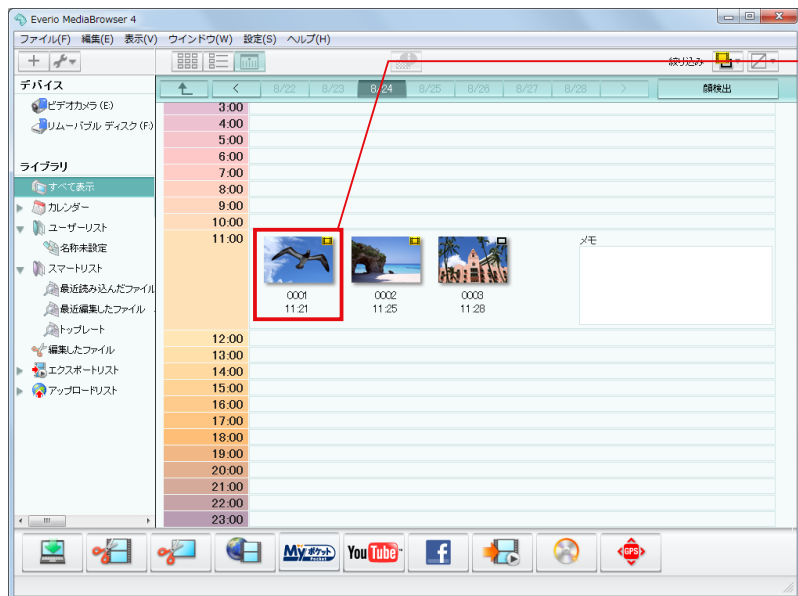 Everio MediaBrowser 4
ファイル(F) 編集(E) 表示(V) ウインドウ(W) 設定(S) ヘルプ(H)
絞り込み
デバイス
ビデオカメラ (E:)
リムーバブル ディスク (F:)
ライブラリ
すべて表示
カレンダー
ユーザーリスト
名称未設定
スマートリスト
最近読み込んだファイル
最近編集したファイル
トップレート
編集したファイル
エクスポートリスト
アップロードリスト
< 8/22 8/23 8/24 8/25 8/26 8/27 8/28 > 顔検出
3:00
4:00
5:00
6:00
7:00
8:00
9:00
10:00
11:00
0001
11:21
0002
11:25
0003
11:28
メモ
12:00
13:00
14:00
15:00
16:00
17:00
18:00
19:00
20:00
21:00
22:00
23:00
Myポケット Pocket YouTube f GPS